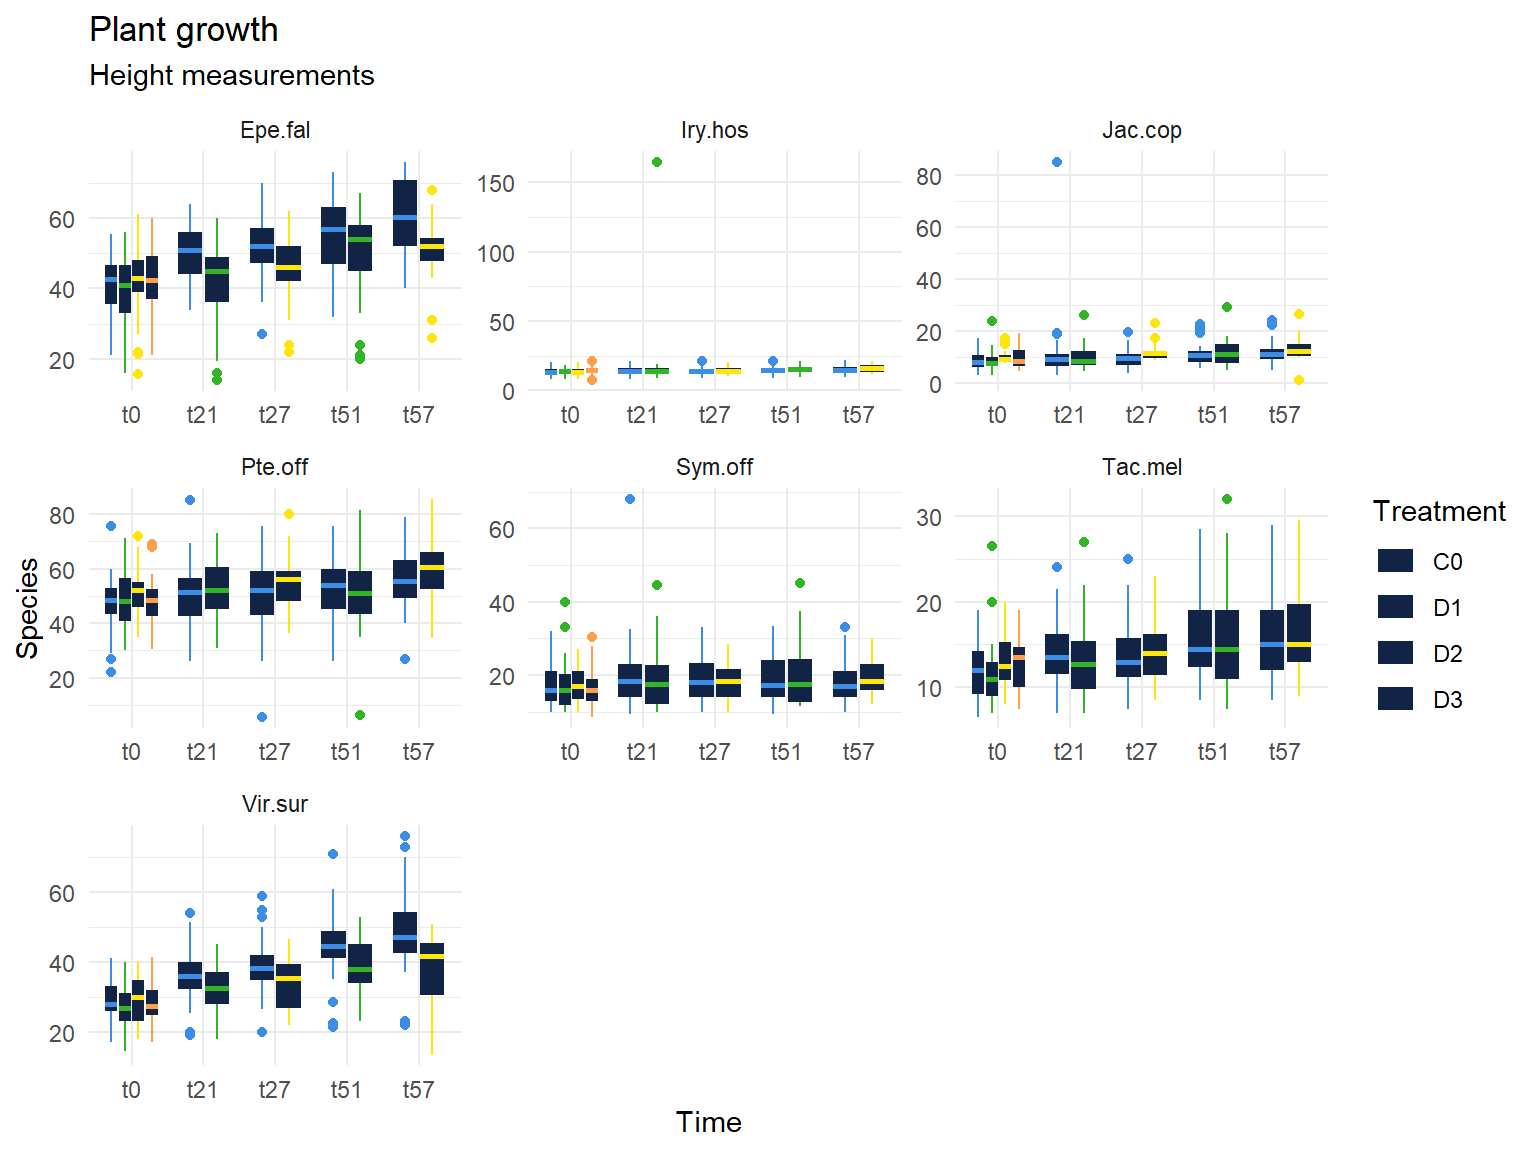 Plant growth
Height measurements
Epe.fal
Iry.hos
Jac.cop
60
40
20
150
100
50
0
80
60
40
20
0
t0 t21 t27 t51 t57
t0 t21 t27 t51 t57
t0 t21 t27 t51 t57
Pte.off
Sym.off
Tac.mel
80
60
40
20
60
40
20
30
20
10
t0 t21 t27 t51 t57
t0 t21 t27 t51 t57
t0 t21 t27 t51 t57
Vir.sur
60
40
20
t0 t21 t27 t51 t57
Species
Time
Treatment
C0
D1
D2
D3